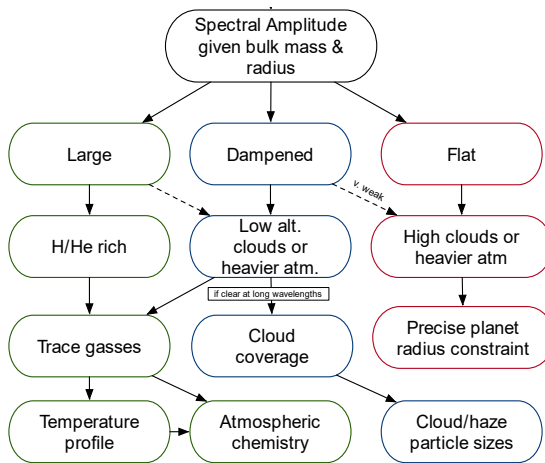 Spectral Amplitude
given bulk mass &
radius
Large
Dampened
Flat
v. weak
H/He rich
Low alt.
clouds or
heavier atm.
High clouds or
heavier atm
if clear at long wavelengths
Trace gasses
Cloud
coverage
Precise planet
radius constraint
Temperature
profile
Atmospheric
chemistry
Cloud/haze
particle sizes